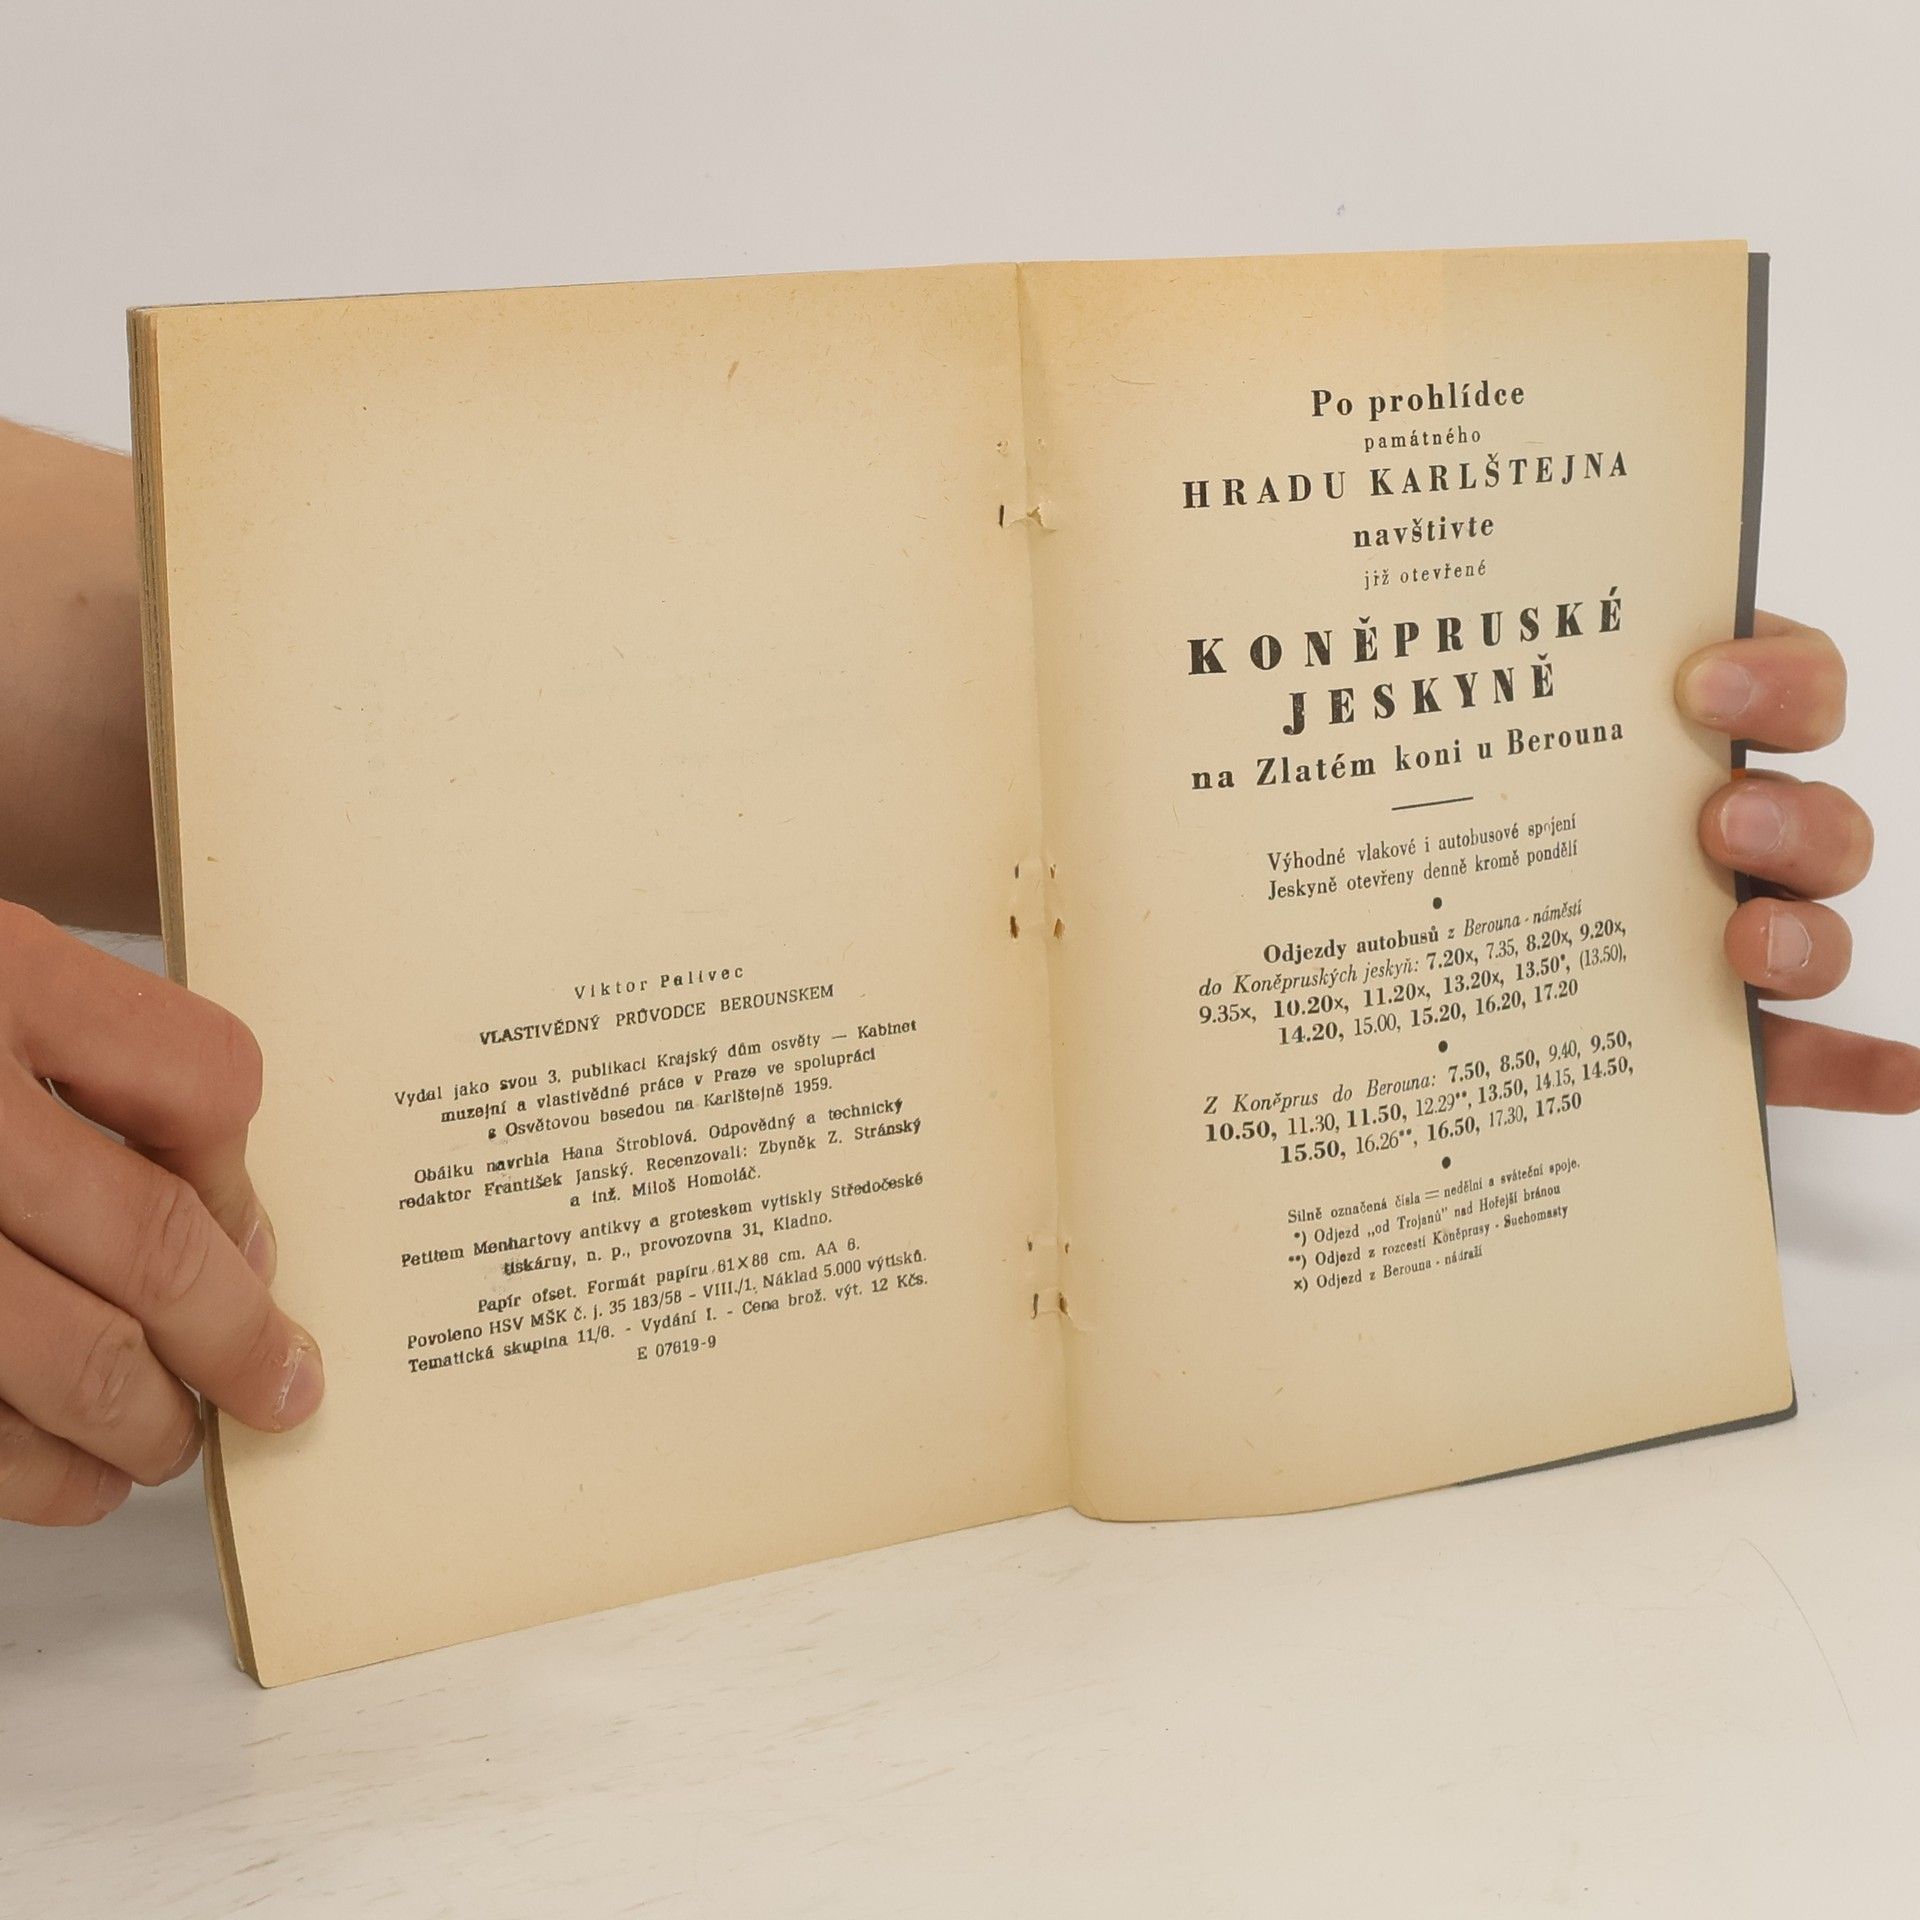 Viktor Palivec
VLASTIVĚDNÝ PRŮVODCE BEROUNSKEM
Vydal jako svou 3. publikaci Krajský dům osvěty — Kabinet
muzejní a vlastivědné práce v Praze ve spolupráci
s Osvětovou besedou na Karlštejně 1959.
Obálku navrhla Hana Štroblová. Odpovědný a technický
redaktor František Janský. Recenzovali: Zbyněk Z. Stránský
a inž. Miloš Homoláč.
Petitem Menhartovy antikvy a groteskem vytiskly Středočeské
tiskárny, n. p., provozovna 31, Kladno.
Papír ofset. Formát papíru 61×86 cm. AA 6.
Povoleno HSV MŠK č. j. 35 183/58 - VIII./1. Náklad 5.000 výtisků.
Tematická skupina 11/6. - Vydání I. - Cena brož. výt. 12 Kčs.
E 07619-9
Po prohlídce
památného
HRADU KARLŠTEJNA
navštivte
již otevřené
KONĚPRUSKÉ
JESKYNĚ
na Zlatém koni u Berouna
Výhodné vlakové i autobusové spojení
Jeskyně otevřeny denně kromě pondělí
Odjezdy autobusů z Berouna - náměstí
do Koněpruských jeskyň: 7.20x, 7.35, 8.20x, 9.20x,
9.35x, 10.20x, 11.20x, 13.20x, 13.50*, (13.50),
14.20, 15.00, 15.20, 16.20, 17.20
Z Koněprus do Berouna: 7.50, 8.50, 9.40, 9.50,
10.50, 11.30, 11.50, 12.29**, 13.50, 14.15, 14.50,
15.50, 16.26**, 16.50, 17.30, 17.50
Silně označená čísla = nedělní a sváteční spoje.
*) Odjezd „od Trojanů" nad Hořejší bránou
**) Odjezd z rozcestí Koněprusy - Suchomasty
x) Odjezd z Berouna - nádraží